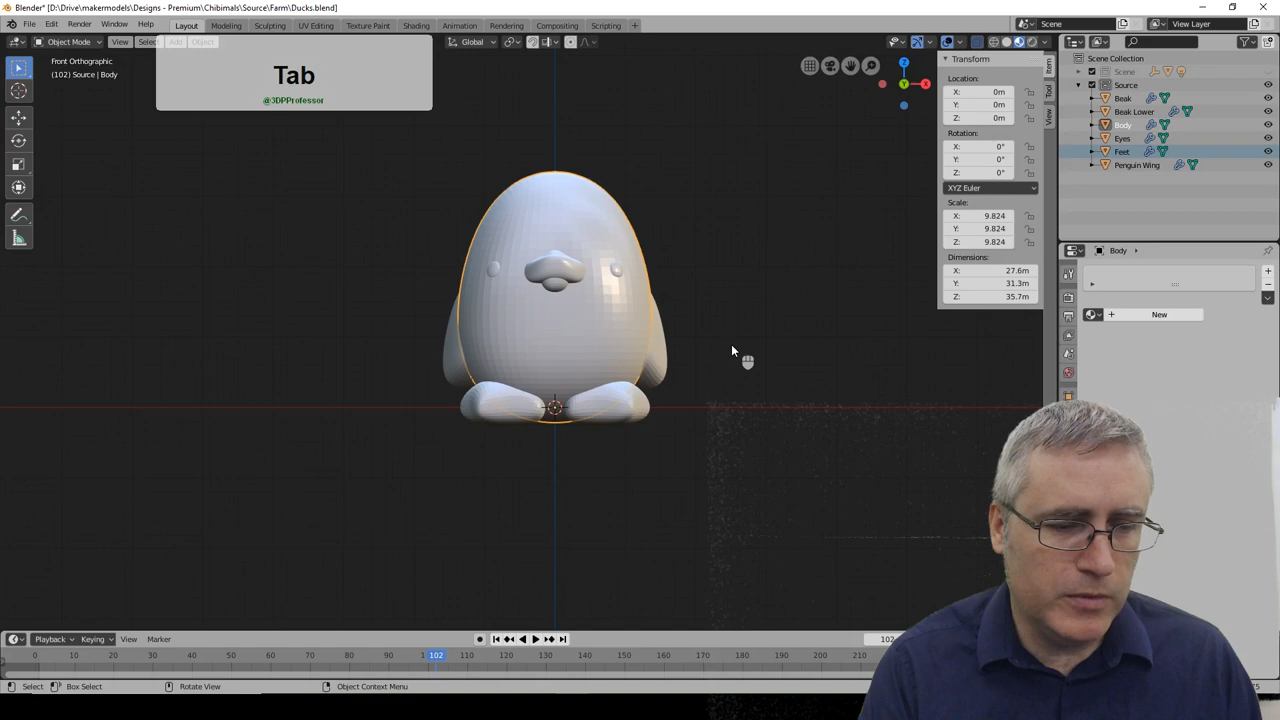 Blender* [D:\Drive\makermodels\Designs - Premium\Chibimals\Source\Farm\Ducks.blend]
File Edit Render Window Help Layout Modeling Sculpting UV Editing Texture Paint Shading Animation Rendering Compositing Scripting + Scene View Layer
Object Mode View Select Add Object Global
Front Orthographic
(102) Source | Body
Tab
@3DPProfessor
Z
Y
X
Item
Tool
View
Transform
Location:
X: 0m
Y: 0m
Z: 0m
Rotation:
X: 0°
Y: 0°
Z: 0°
XYZ Euler
Scale:
X: 9.824
Y: 9.824
Z: 9.824
Dimensions:
X: 27.6m
Y: 31.3m
Z: 35.7m
Scene Collection
Scene
Source
Beak
Beak Lower
Body
Eyes
Feet
Penguin Wing
Body
New
Playback Keying View Marker
102
0 10 20 30 40 50 60 70 80 90 1 102 110 120 130 140 150 160 170 180 190 200 210
Select Box Select Rotate View Object Context Menu